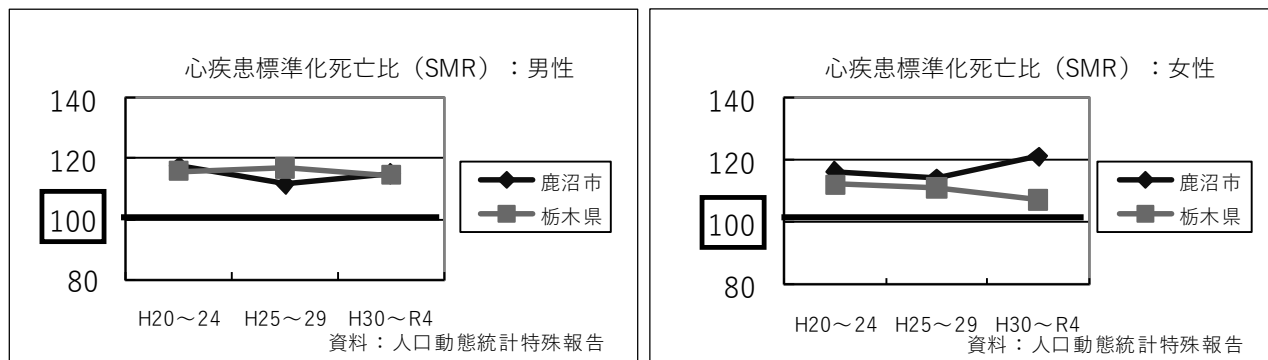 心疾患標準化死亡比（SMR）：男性
140
120
100
80
H20～24 H25～29 H30～R4
鹿沼市
栃木県
資料：人口動態統計特殊報告
心疾患標準化死亡比（SMR）：女性
140
120
100
80
H20～24 H25～29 H30～R4
鹿沼市
栃木県
資料：人口動態統計特殊報告